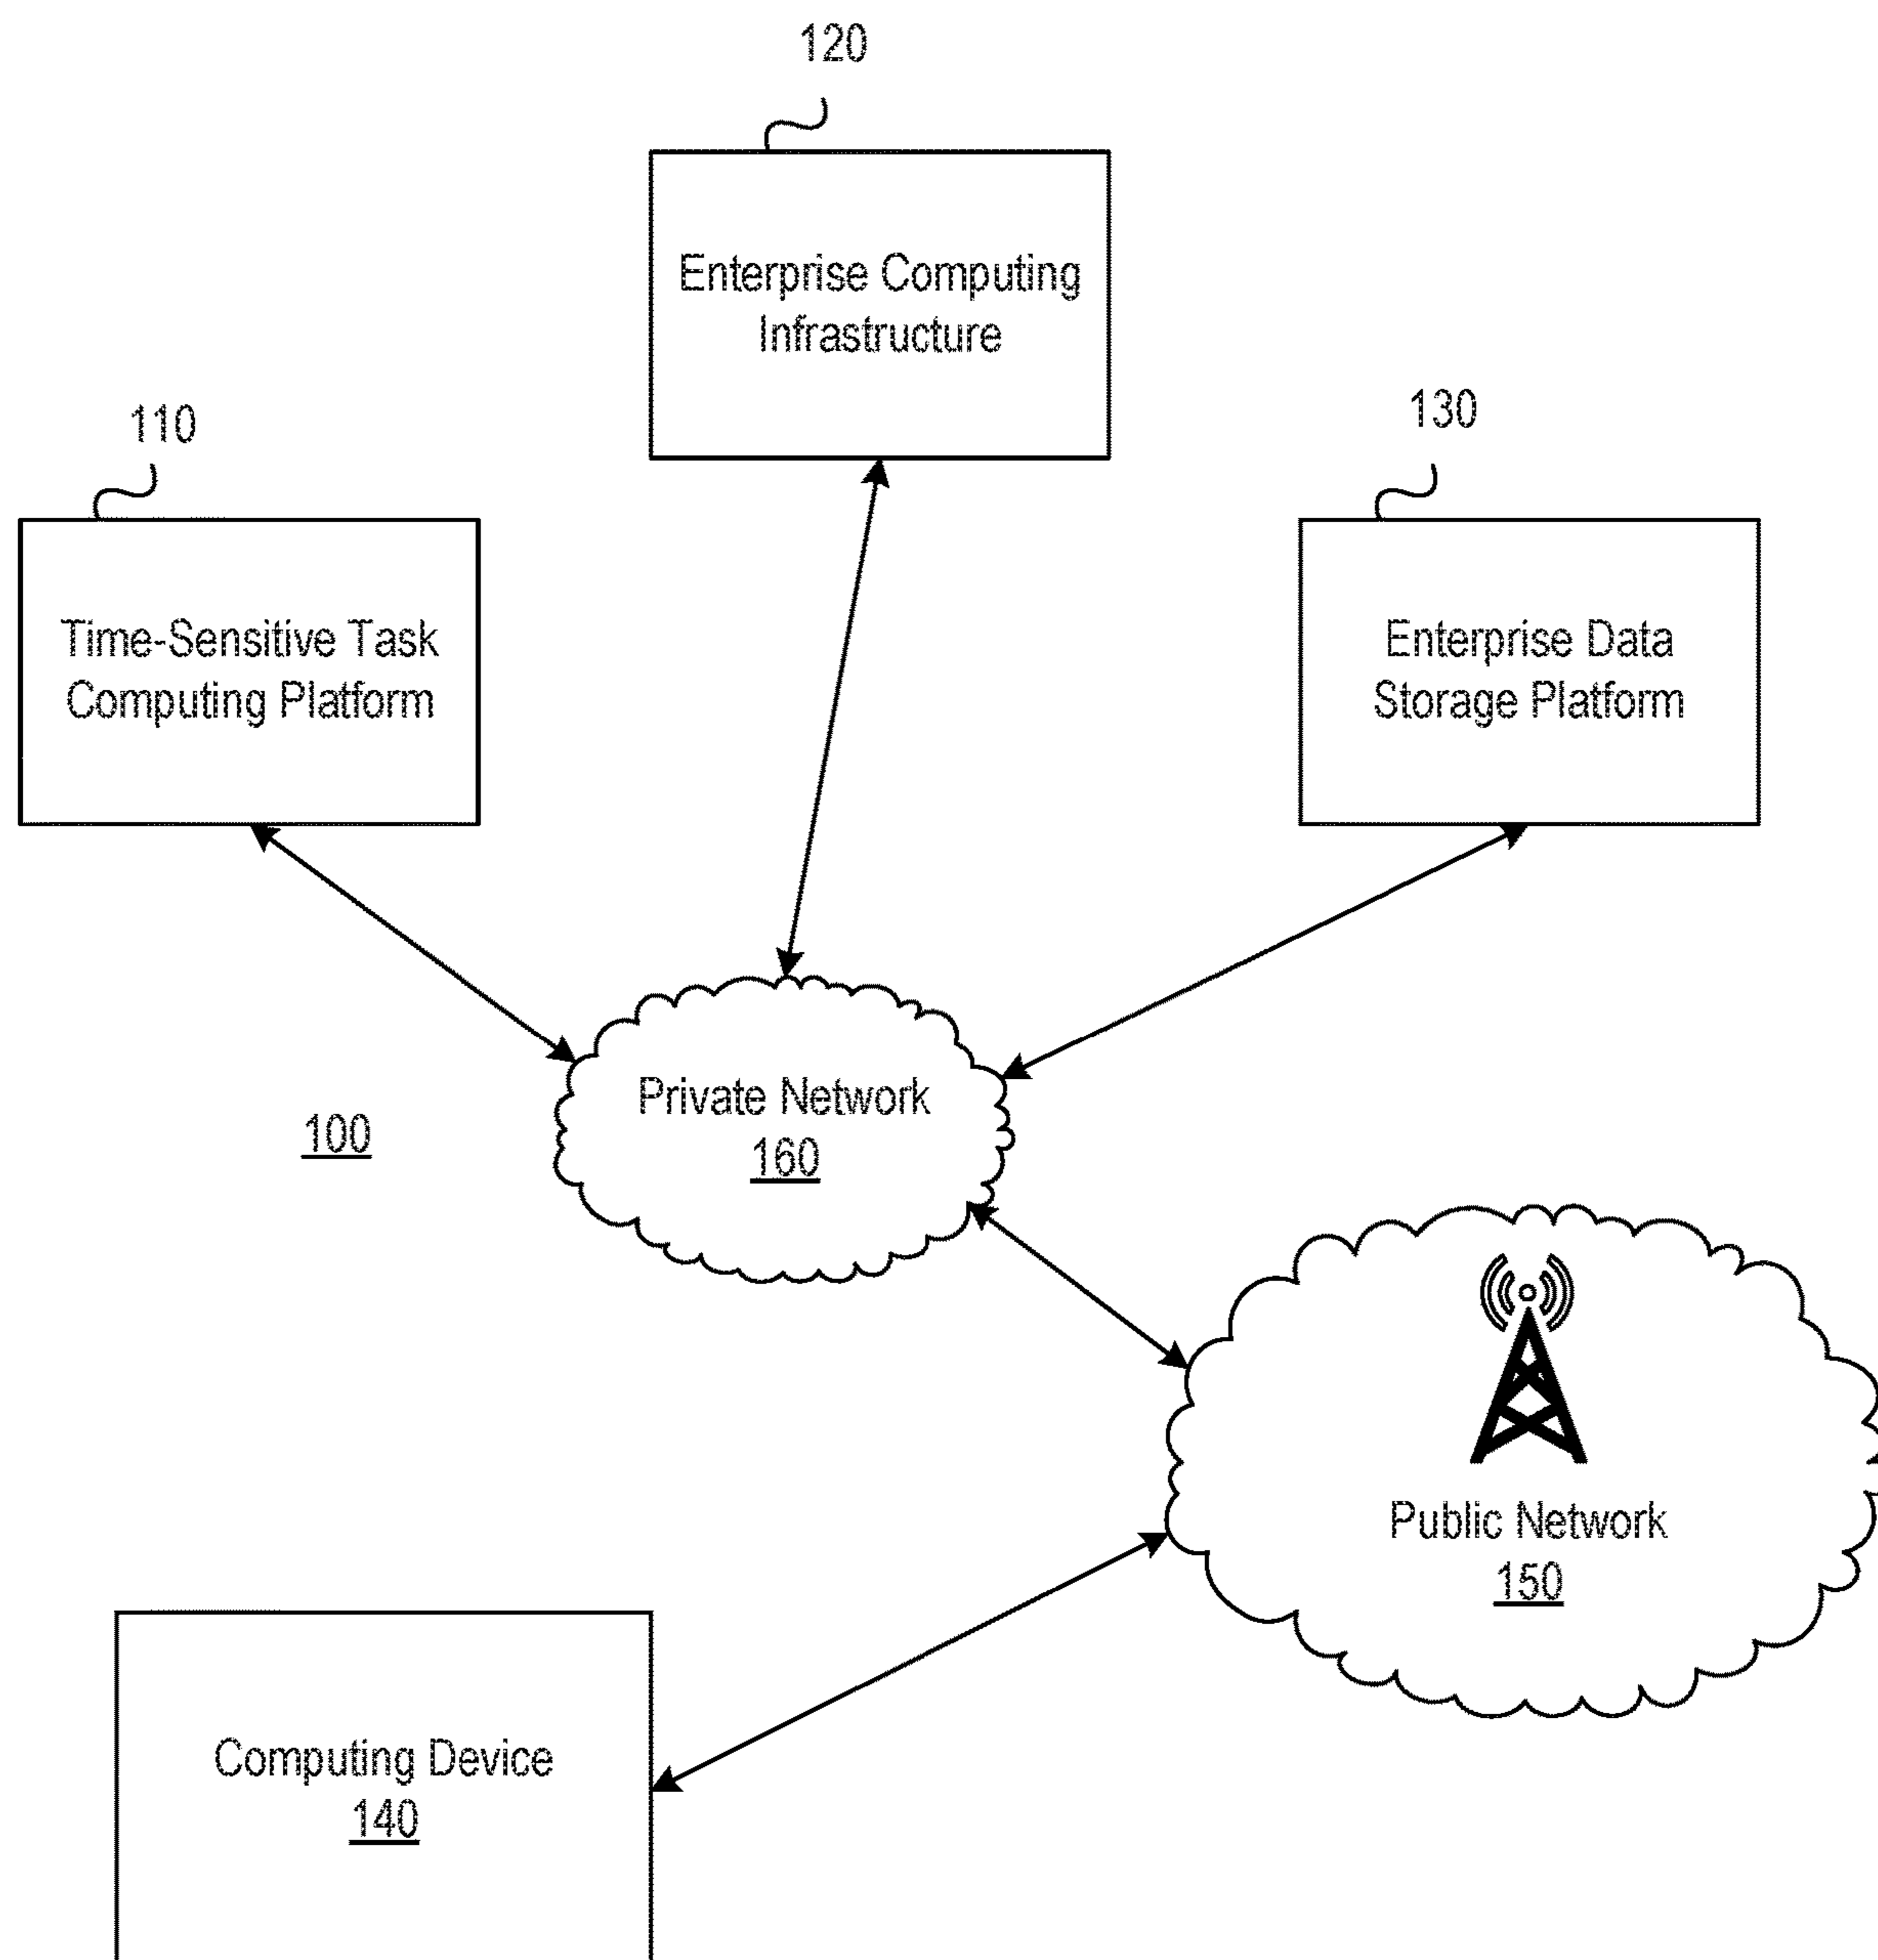 120
Enterprise Computing
Infrastructure
110
130
Time-Sensitive Task
Computing Platform
Enterprise Data
Storage Platform
Private Network
160
100
Public Network
150
Computing Device
140